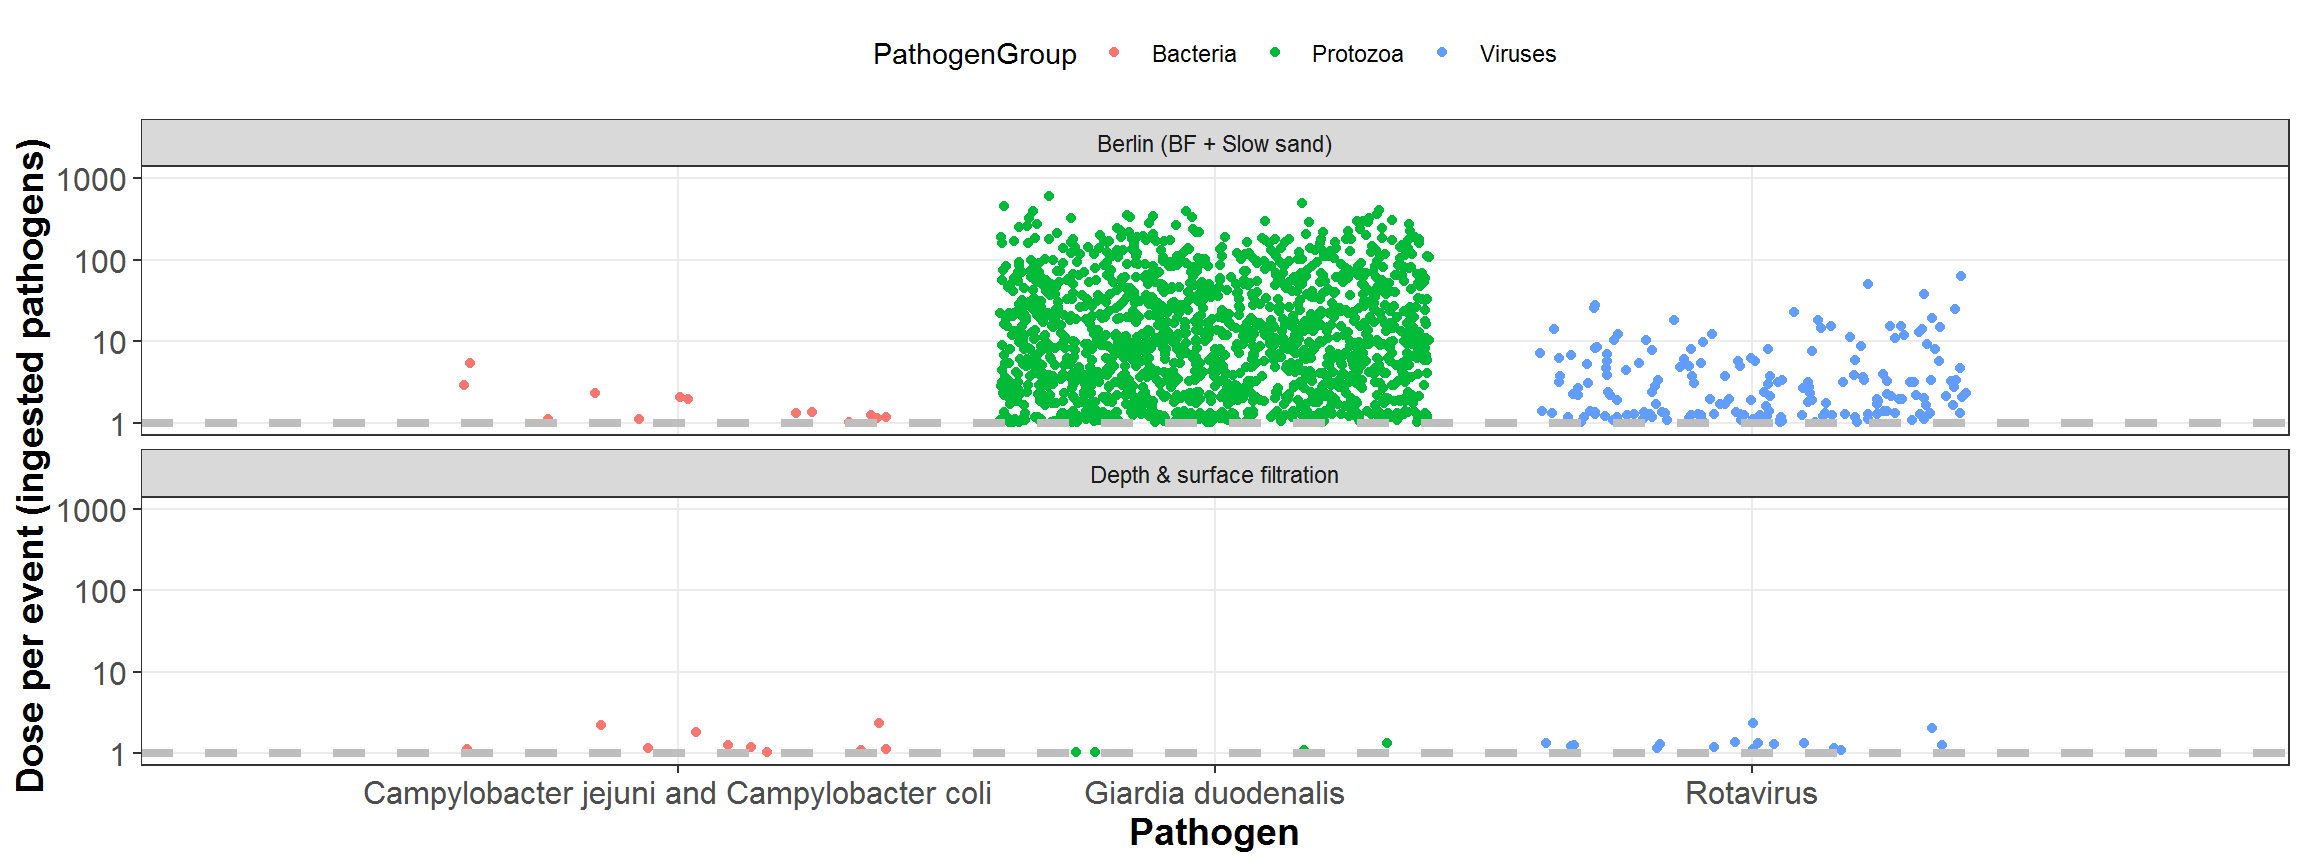 PathogenGroup Bacteria Protozoa Viruses
Dose per event (ingested pathogens)
Berlin (BF + Slow sand)
1000
100
10
1
Depth & surface filtration
1000
100
10
1
Campylobacter jejuni and Campylobacter coli Giardia duodenalis Rotavirus
Pathogen